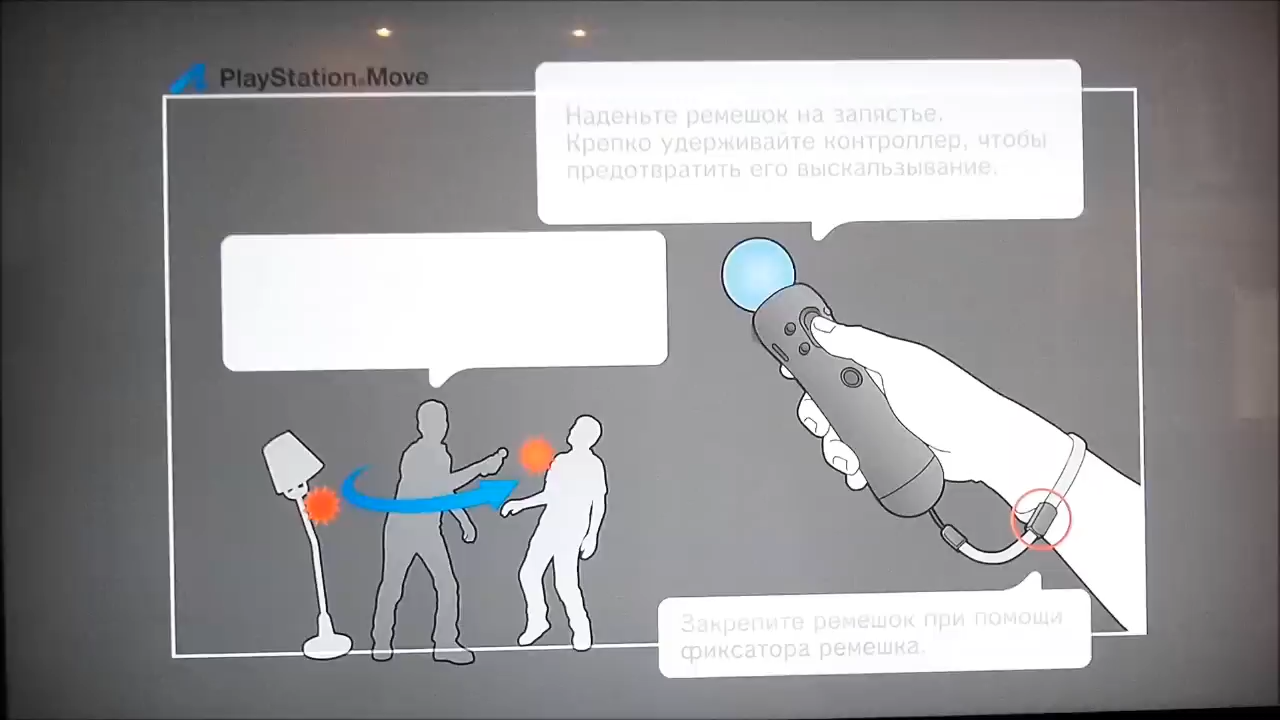 PlayStation®Move
Наденьте ремешок на запястье.
Крепко удерживайте контроллер, чтобы
предотвратить его выскальзывание.
Закрепите ремешок при помощи
фиксатора ремешка.